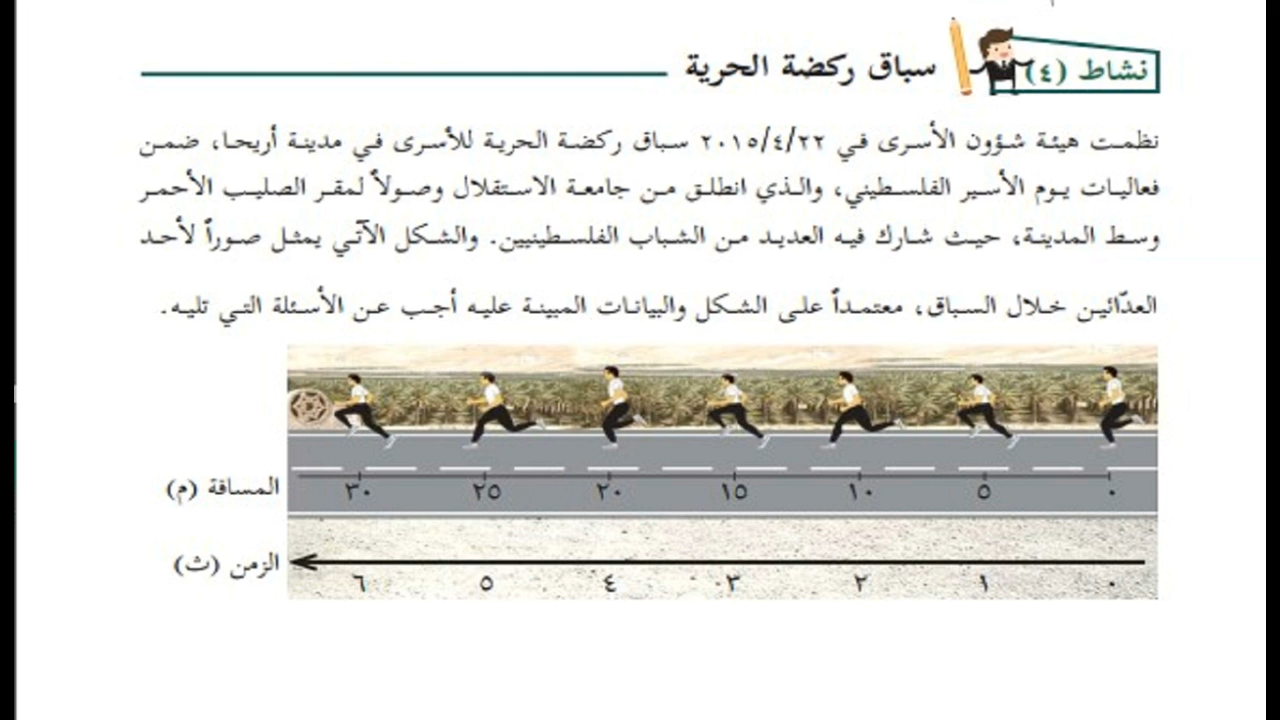 نشاط (٤) سباق ركضة الحرية
نظمت هيئة شؤون الأسرى في ٢٠١٥/٤/٢٢ سباق ركضة الحرية للأسرى في مدينة أريحا، ضمن
فعاليات يوم الأسير الفلسطيني، والذي انطلق من جامعة الاستقلال وصولاً لمقر الصليب الأحمر
وسط المدينة، حيث شارك فيه العديد من الشباب الفلسطينيين. والشكل الآتي يمثل صوراً لأحد
العدّائين خلال السباق، معتمداً على الشكل والبيانات المبينة عليه أجب عن الأسئلة التي تليه.
٠ ٥ ١٠ ١٥ ٢٠ ٢٥ ٣٠ المسافة (م)
٠ ١ ٢ ٣ ٤ ٥ ٦ الزمن (ث)